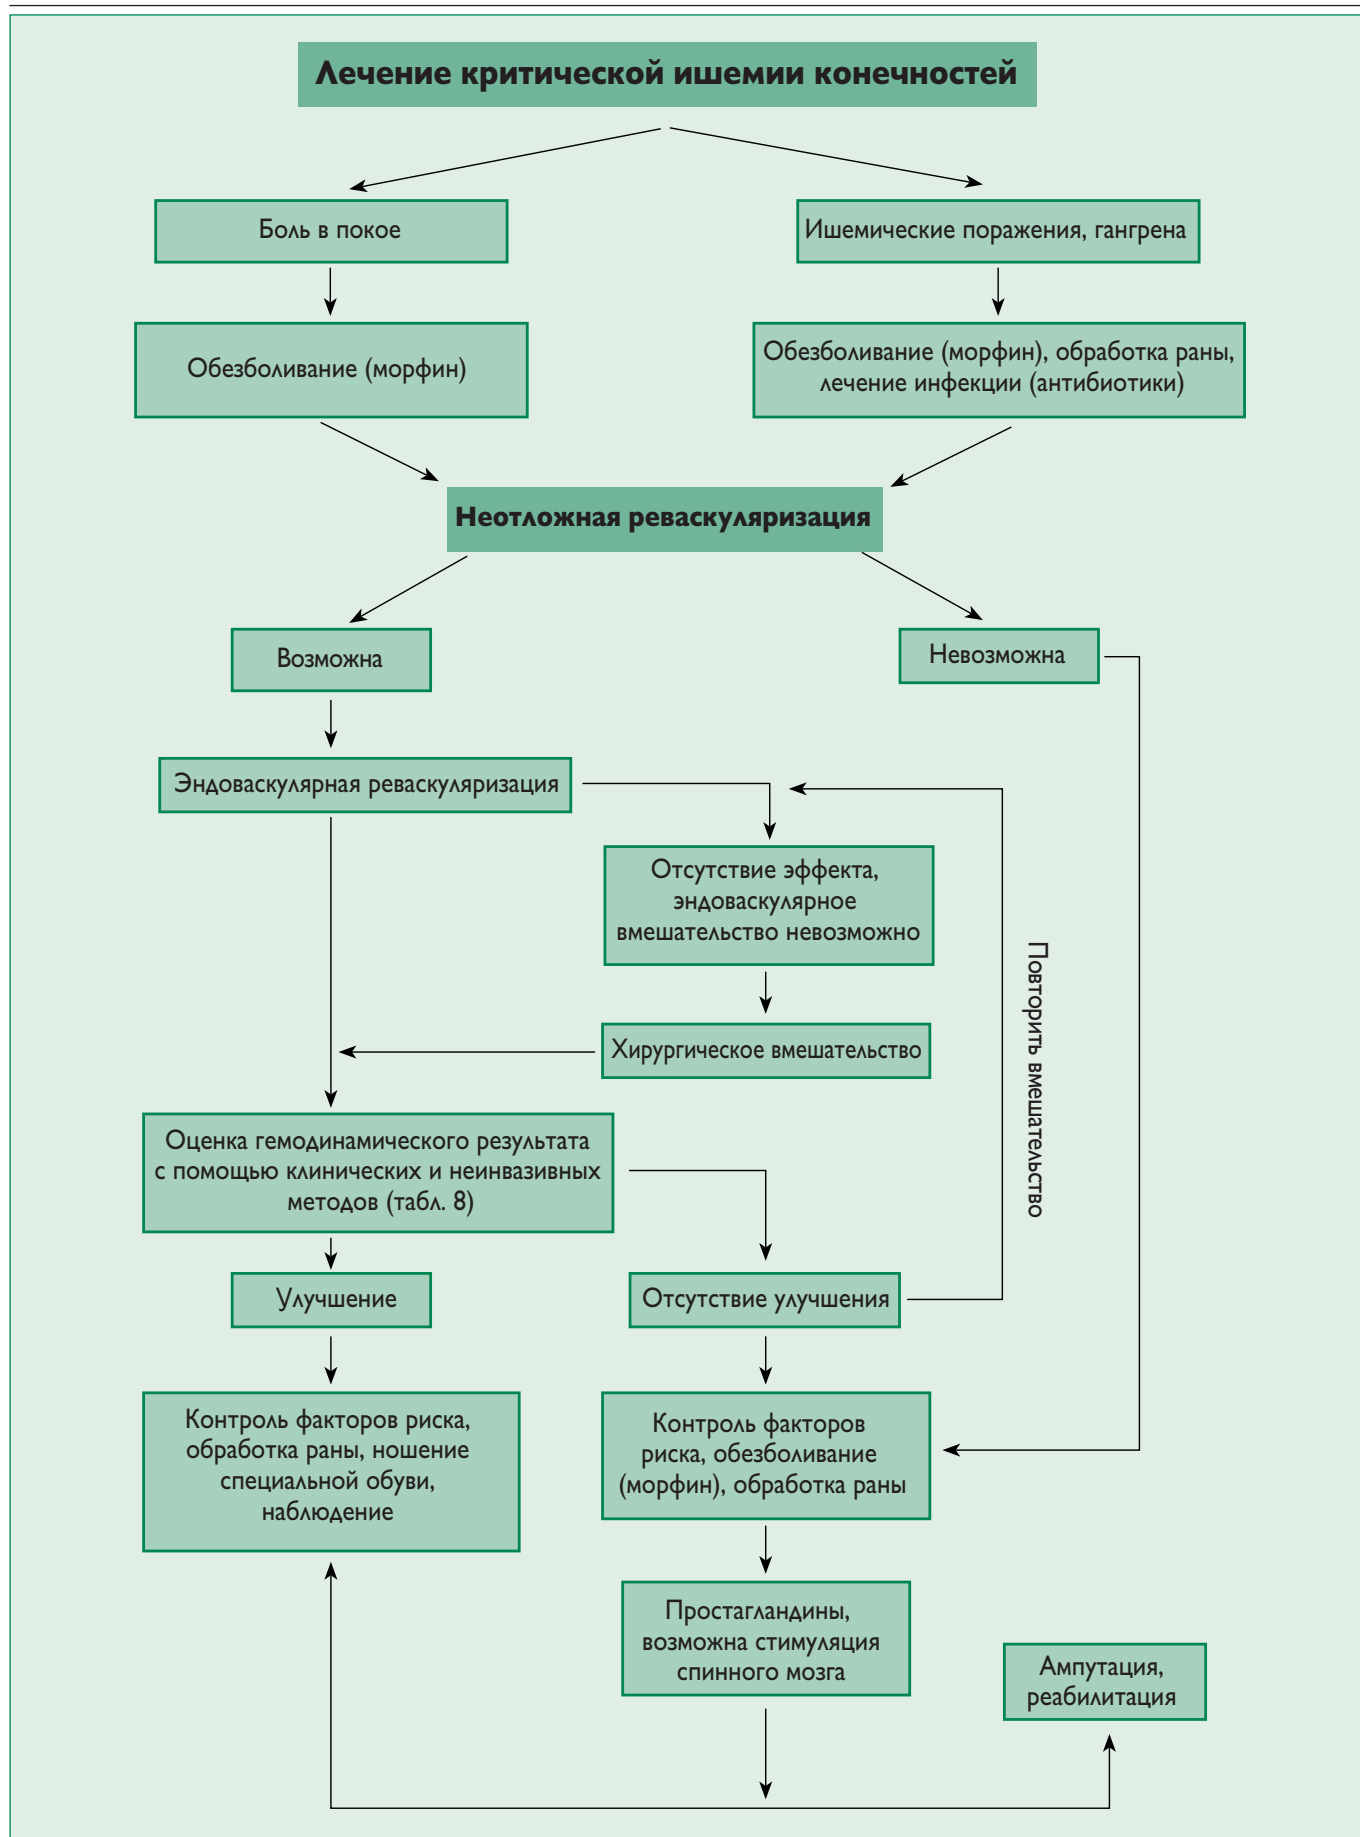 Лечение критической ишемии конечностей
Боль в покое
Ишемические поражения, гангрена
Обезболивание (морфин)
Обезболивание (морфин), обработка раны,
лечение инфекции (антибиотики)
Неотложная реваскуляризация
Возможна
Невозможна
Эндоваскулярная реваскуляризация
Отсутствие эффекта,
эндоваскулярное
вмешательство невозможно
Повторить вмешательство
Хирургическое вмешательство
Оценка гемодинамического результата
с помощью клинических и неинвазивных
методов (табл. 8)
Улучшение
Отсутствие улучшения
Контроль факторов риска,
обработка раны, ношение
специальной обуви,
наблюдение
Контроль факторов
риска, обезболивание
(морфин), обработка раны
Простагландины,
возможна стимуляция
спинного мозга
Ампутация,
реабилитация